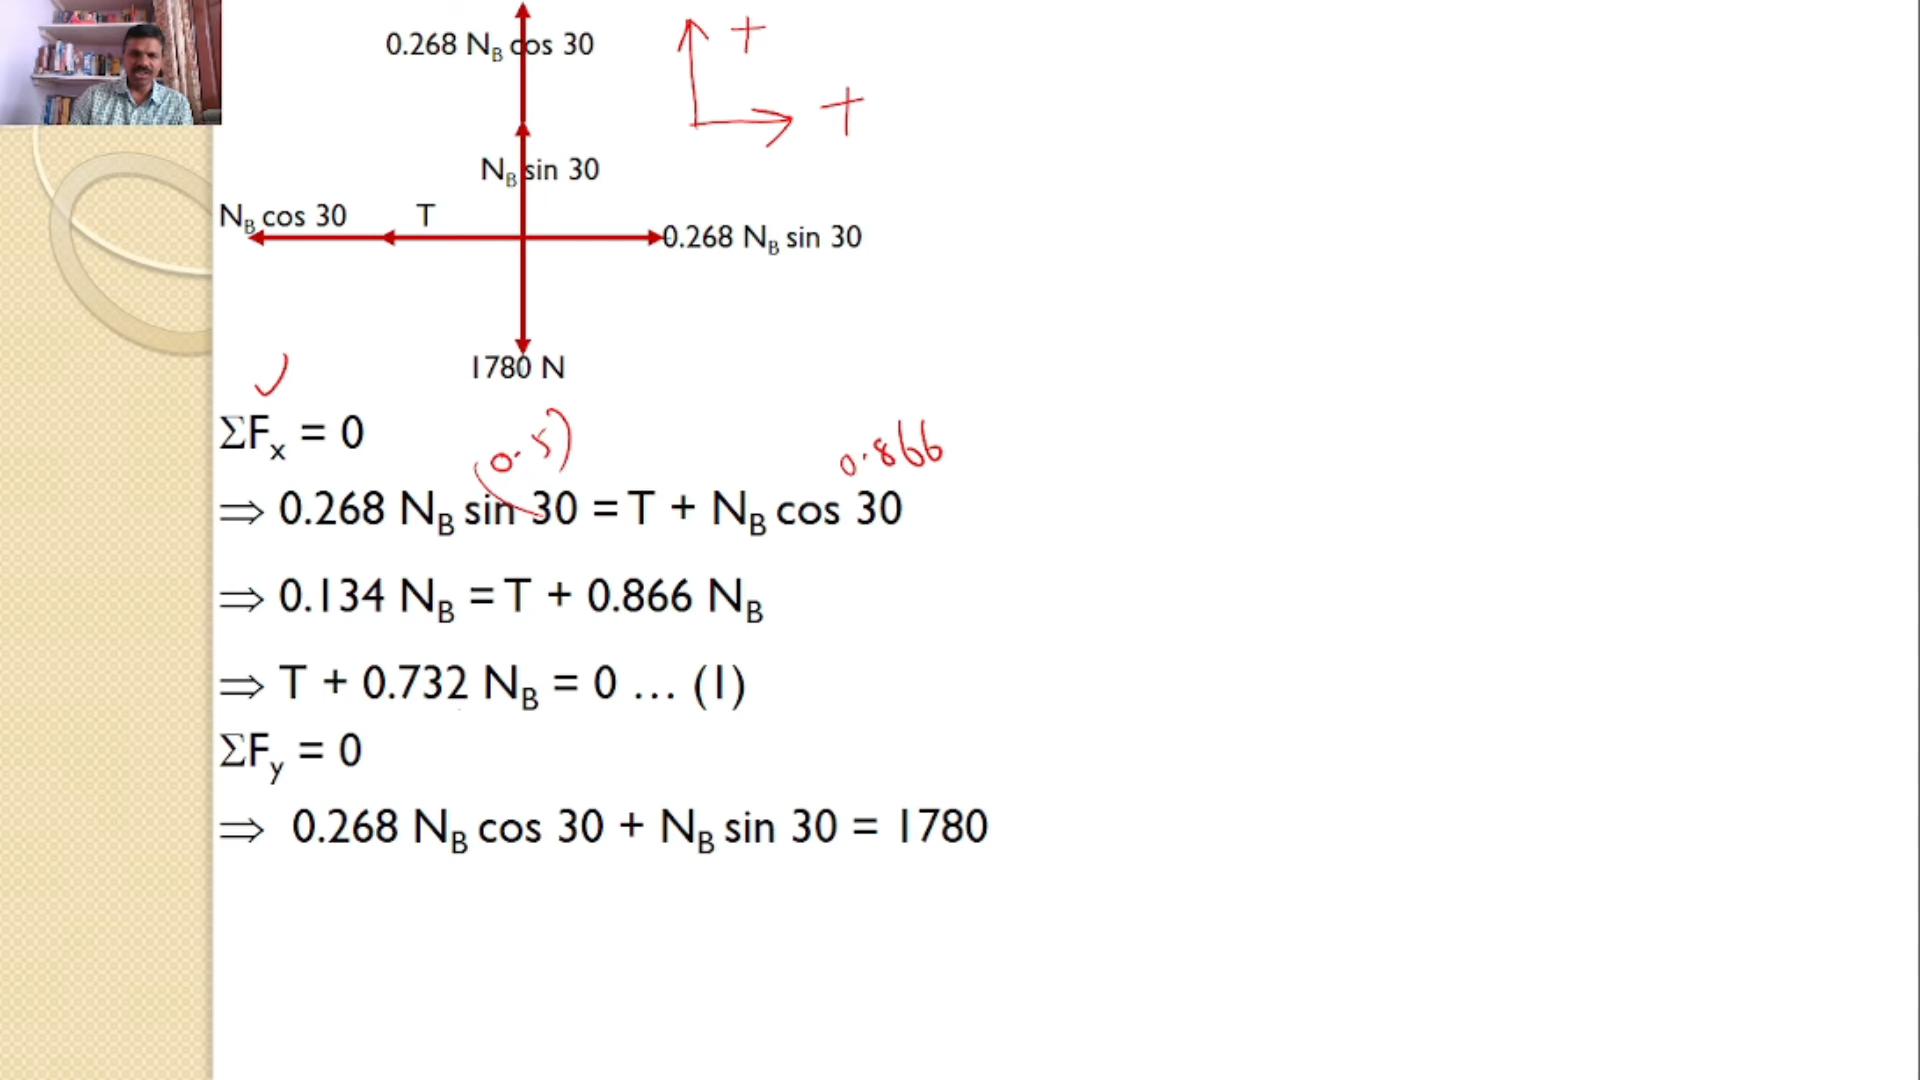 0.268 N_B cos 30
+
+
N_B sin 30
N_B cos 30 T
0.268 N_B sin 30
1780 N
ΣF_x = 0
(0.5)
0.866
⇒ 0.268 N_B sin 30 = T + N_B cos 30
⇒ 0.134 N_B = T + 0.866 N_B
⇒ T + 0.732 N_B = 0 … (1)
ΣF_y = 0
⇒ 0.268 N_B cos 30 + N_B sin 30 = 1780